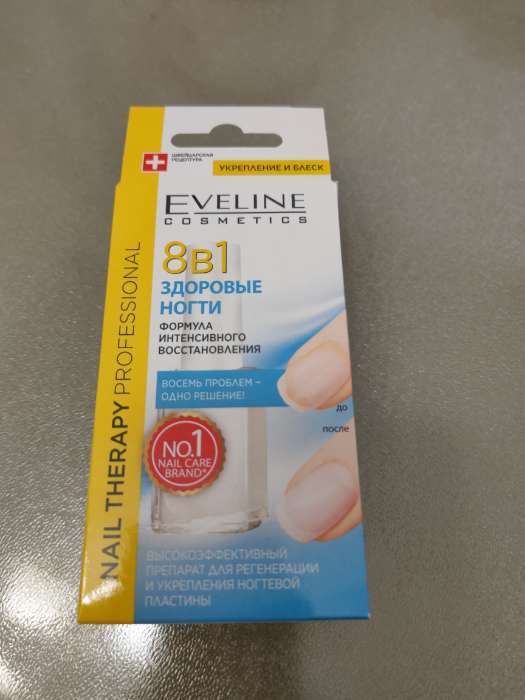 ШВЕЙЦАРСКАЯ
РЕЦЕПТУРА
УКРЕПЛЕНИЕ И БЛЕСК
EVELINE
COSMETICS
8в1
ЗДОРОВЫЕ
НОГТИ
ФОРМУЛА
ИНТЕНСИВНОГО
ВОССТАНОВЛЕНИЯ
ВОСЕМЬ ПРОБЛЕМ –
ОДНО РЕШЕНИЕ!
до
после
NO.1
NAIL CARE
BRAND*
ВЫСОКОЭФФЕКТИВНЫЙ
ПРЕПАРАТ ДЛЯ РЕГЕНЕРАЦИИ
И УКРЕПЛЕНИЯ НОГТЕВОЙ
ПЛАСТИНЫ
NAIL THERAPY PROFESSIONAL